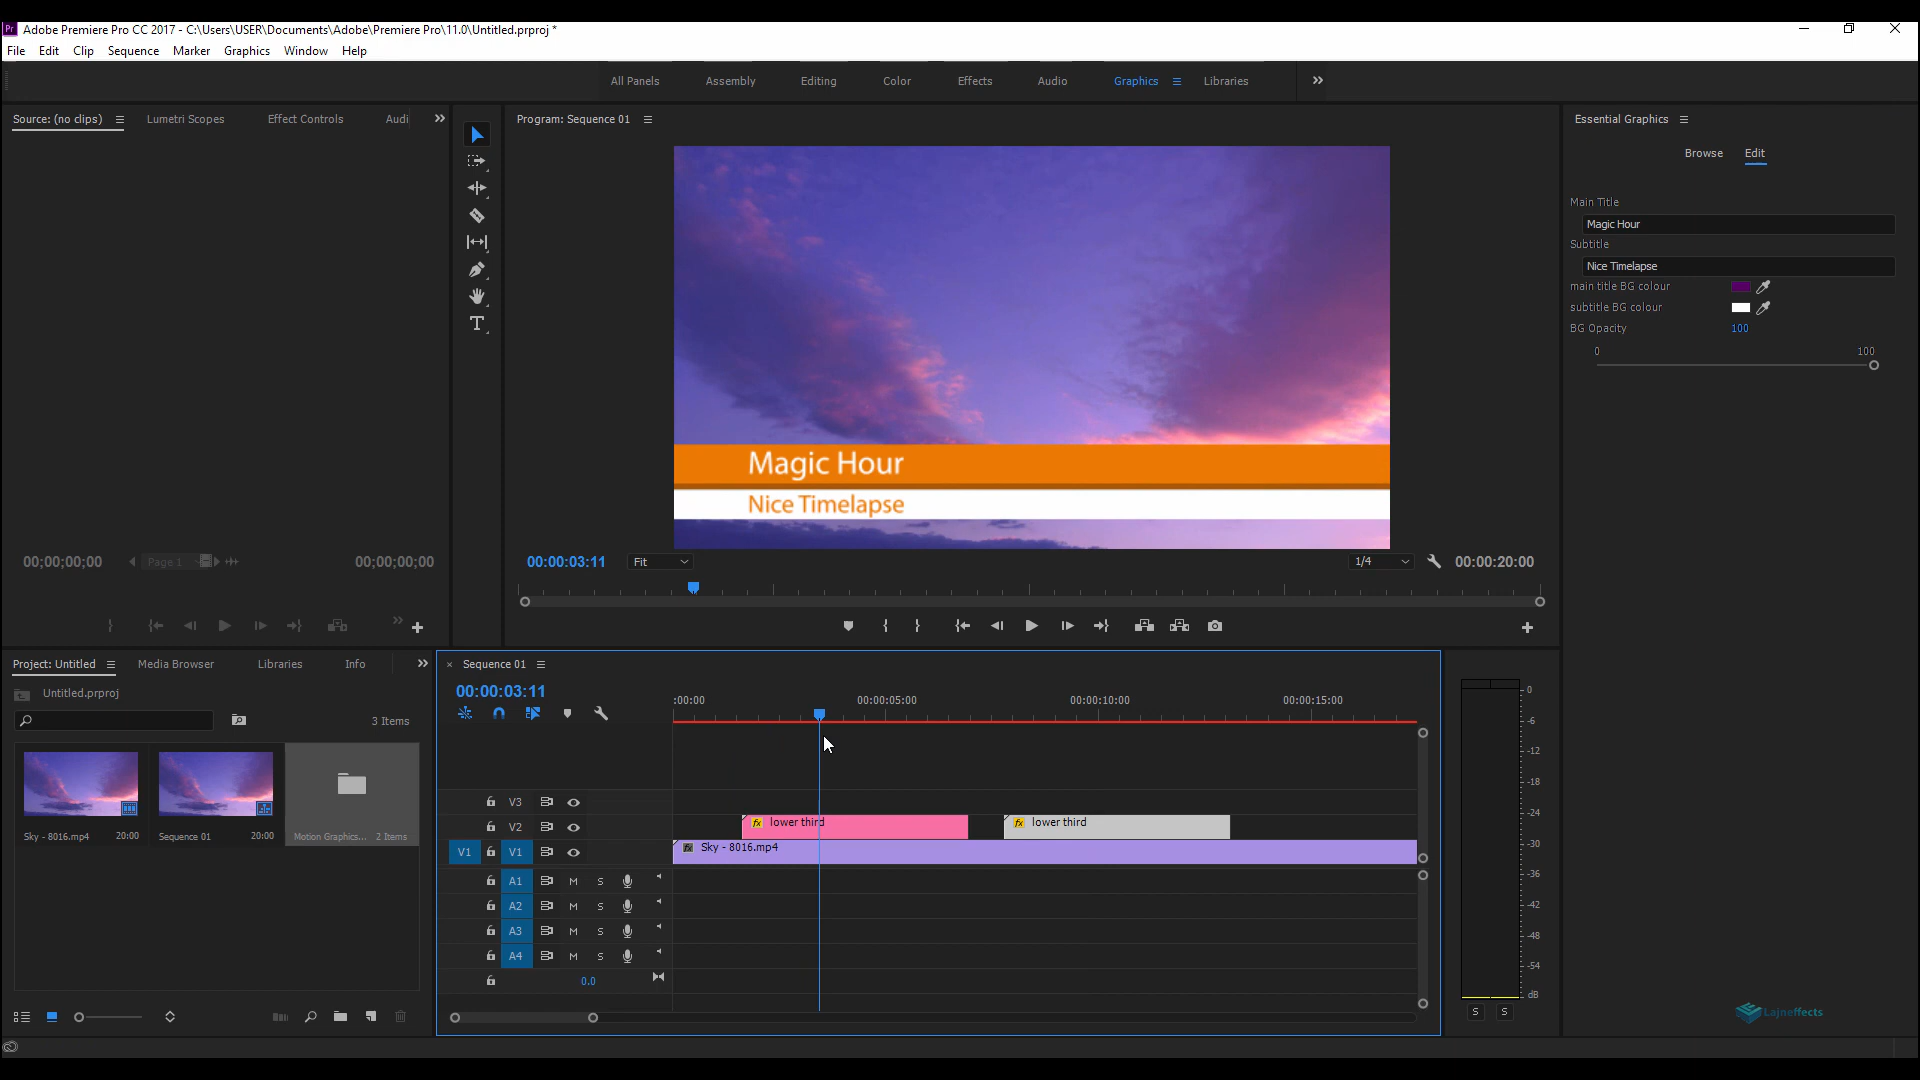 Pr Adobe Premiere Pro CC 2017 - C:\Users\USER\Documents\Adobe\Premiere Pro\11.0\Untitled.prproj *
File Edit Clip Sequence Marker Graphics Window Help
All Panels Assembly Editing Color Effects Audio Graphics Libraries
Source: (no clips) Lumetri Scopes Effect Controls Audi
Program: Sequence 01
Essential Graphics
Browse Edit
Main Title
Magic Hour
Subtitle
Nice Timelapse
main title BG colour
subtitle BG colour
BG Opacity 100
0 100
Magic Hour
Nice Timelapse
00;00;00;00 Page 1 00;00;00;00
00:00:03:11 Fit 1/4 00:00:20:00
Project: Untitled Media Browser Libraries Info
Untitled.prproj
3 Items
Sky - 8016.mp4 20:00 Sequence 01 20:00 Motion Graphics... 2 Items
× Sequence 01
00:00:03:11
:00:00 00:00:05:00 00:00:10:00 00:00:15:00
V3
V2 fx lower third fx lower third
V1 V1 fx Sky - 8016.mp4
A1 M S
A2 M S
A3 M S
A4 M S
0.0
0
-6
-12
-18
-24
-30
-36
-42
-48
-54
dB
S S
Lajneffects